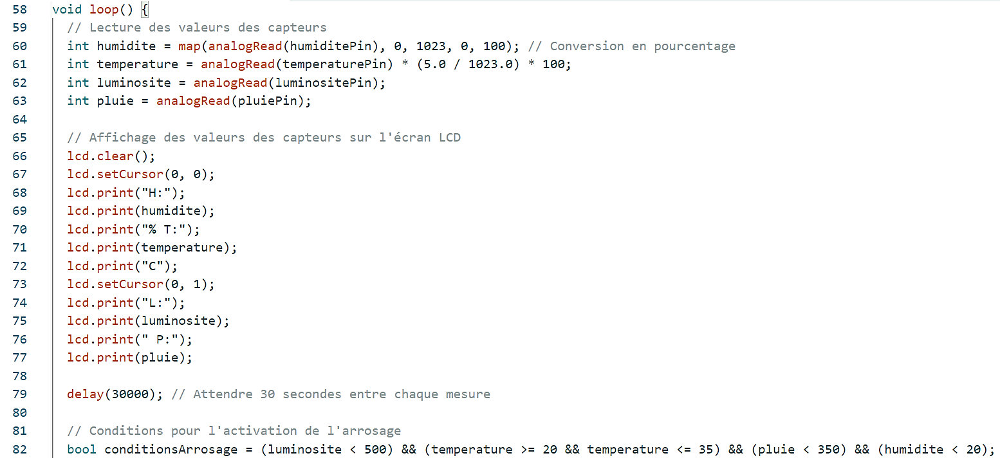 58 void loop() {
59 // Lecture des valeurs des capteurs
60 int humidite = map(analogRead(humiditePin), 0, 1023, 0, 100); // Conversion en pourcentage
61 int temperature = analogRead(temperaturePin) * (5.0 / 1023.0) * 100;
62 int luminosite = analogRead(luminositePin);
63 int pluie = analogRead(pluiePin);
64
65 // Affichage des valeurs des capteurs sur l'écran LCD
66 lcd.clear();
67 lcd.setCursor(0, 0);
68 lcd.print("H:");
69 lcd.print(humidite);
70 lcd.print("% T:");
71 lcd.print(temperature);
72 lcd.print("C");
73 lcd.setCursor(0, 1);
74 lcd.print("L:");
75 lcd.print(luminosite);
76 lcd.print(" P:");
77 lcd.print(pluie);
78
79 delay(30000); // Attendre 30 secondes entre chaque mesure
80
81 // Conditions pour l'activation de l'arrosage
82 bool conditionsArrosage = (luminosite < 500) && (temperature >= 20 && temperature <= 35) && (pluie < 350) && (humidite < 20);